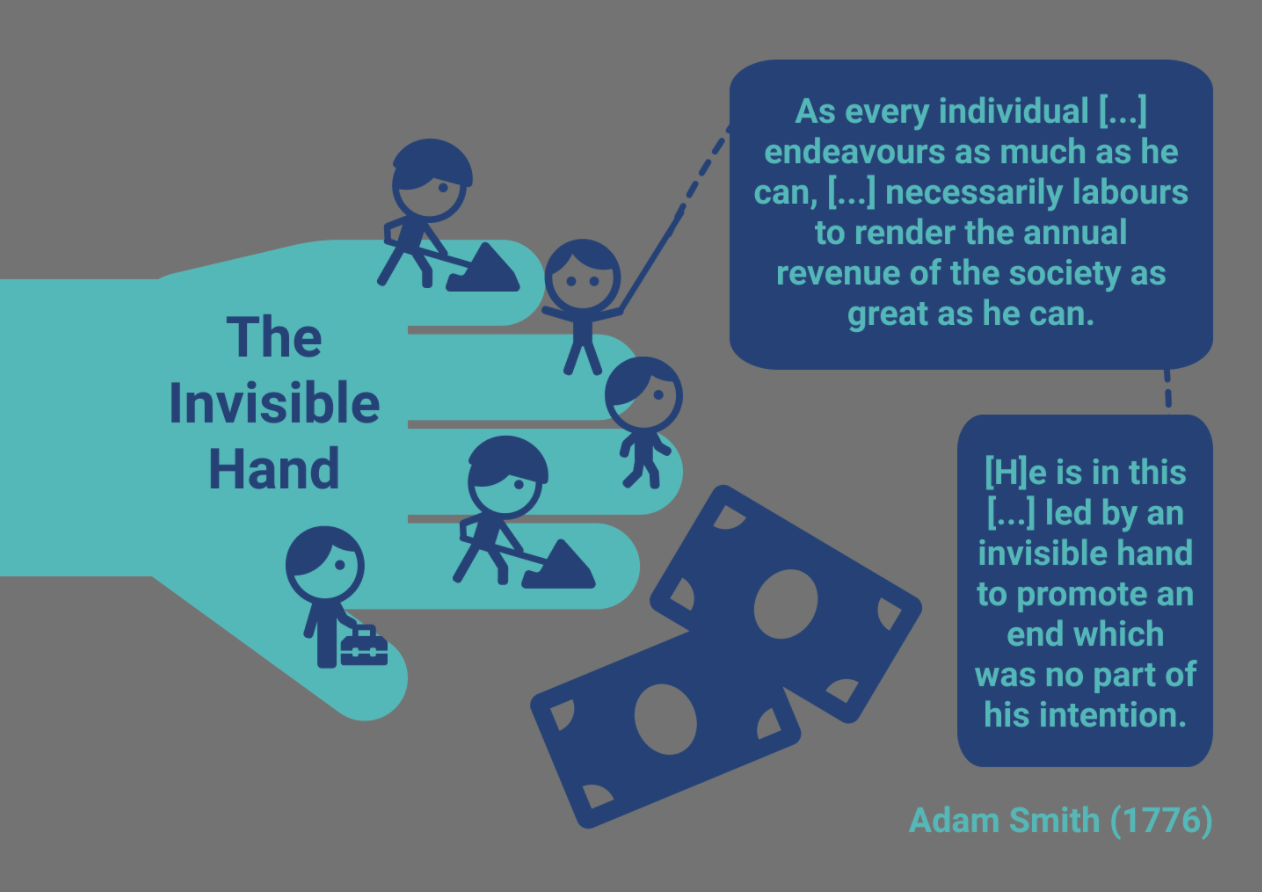 The
Invisible
Hand
As every individual [...]
endeavours as much as he
can, [...] necessarily labours
to render the annual
revenue of the society as
great as he can.
[H]e is in this
[...] led by an
invisible hand
to promote an
end which
was no part of
his intention.
Adam Smith (1776)